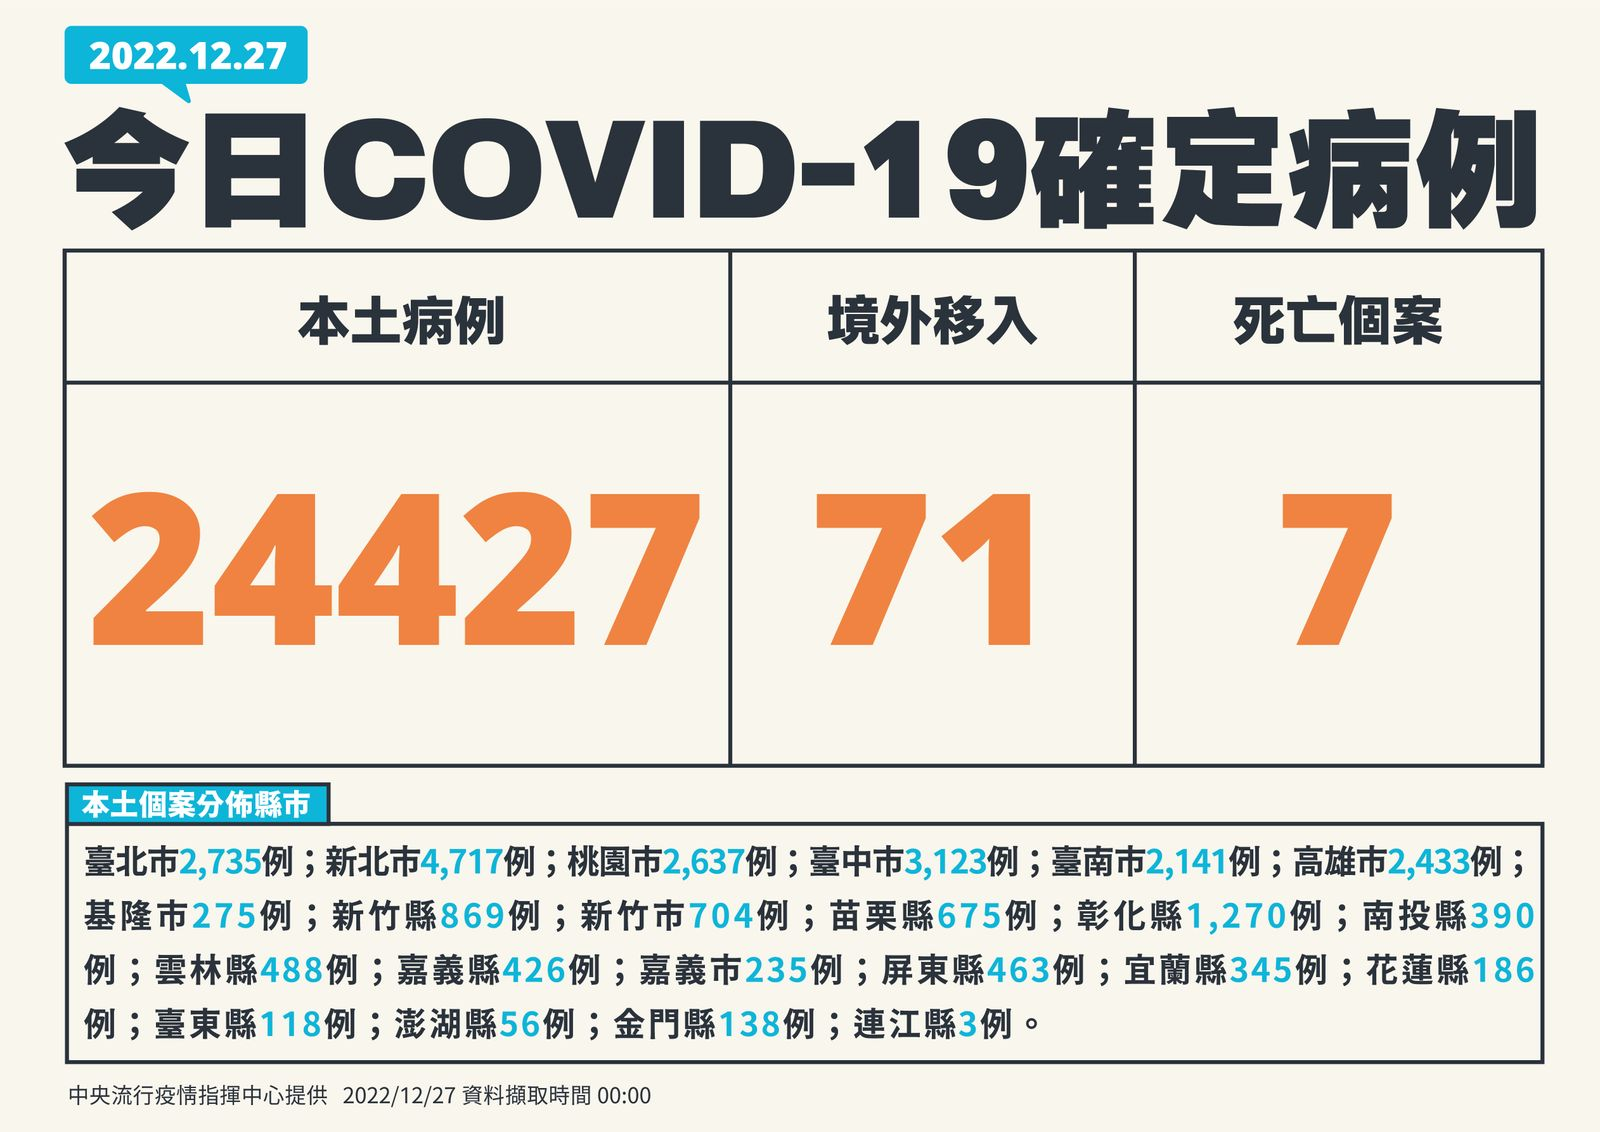 2022.12.27
今日COVID-19確定病例
本土病例 境外移入 死亡個案
24427 71 7
本土個案分佈縣市
臺北市2,735例；新北市4,717例；桃園市2,637例；臺中市3,123例；臺南市2,141例；高雄市2,433例；
基隆市275例；新竹縣869例；新竹市704例；苗栗縣675例；彰化縣1,270例；南投縣390
例；雲林縣488例；嘉義縣426例；嘉義市235例；屏東縣463例；宜蘭縣345例；花蓮縣186
例；臺東縣118例；澎湖縣56例；金門縣138例；連江縣3例。
中央流行疫情指揮中心提供 2022/12/27 資料擷取時間 00:00